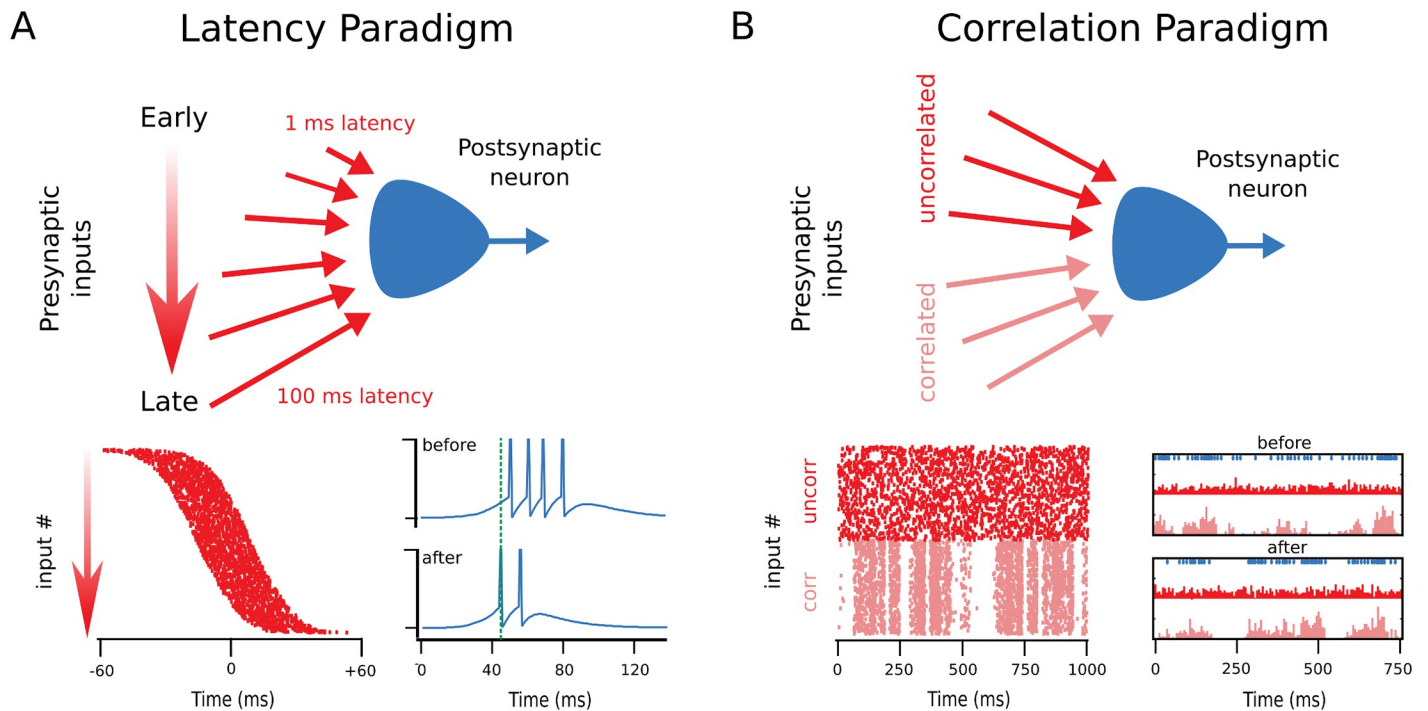 A
Latency Paradigm
Early
1 ms latency
Postsynaptic
neuron
Presynaptic
inputs
Late
100 ms latency
before
after
input #
-60
0
+60
Time (ms)
0
40
80
120
Time (ms)
B
Correlation Paradigm
uncorrelated
Postsynaptic
neuron
Presynaptic
inputs
correlated
uncorr
input #
corr
0
250
500
750
1000
Time (ms)
before
after
0
250
500
750
Time (ms)